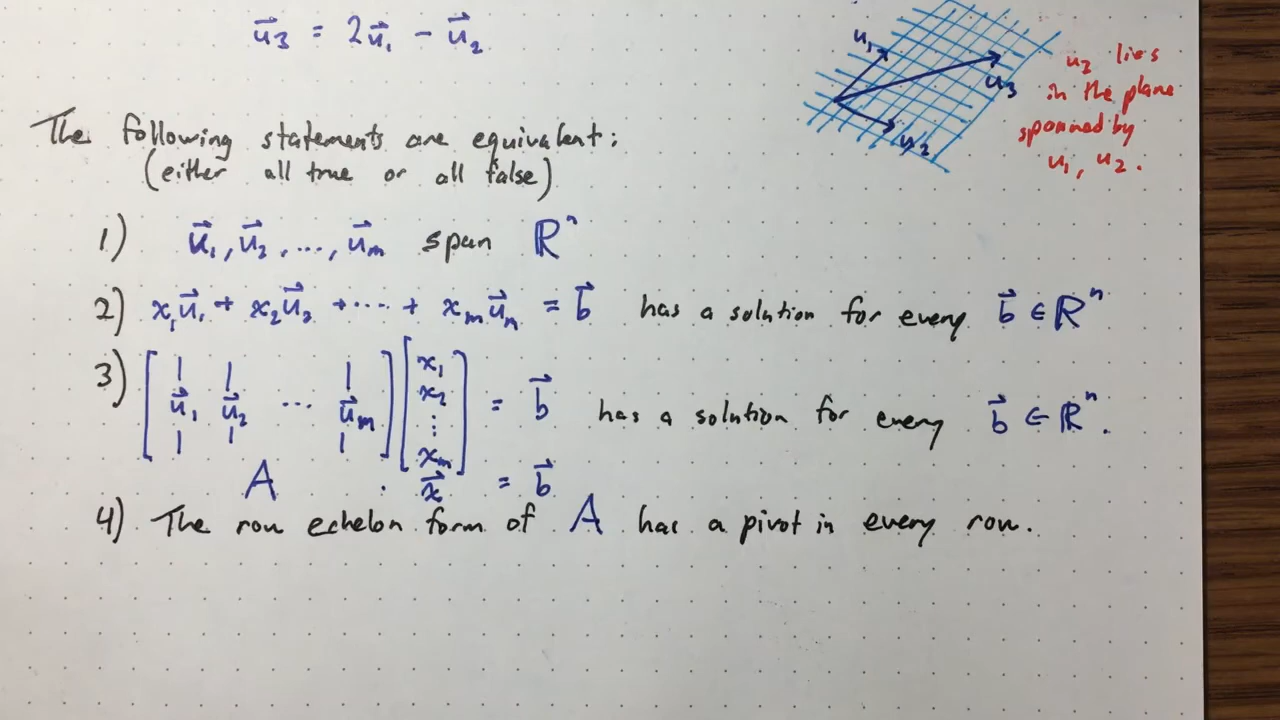 u⃗3 = 2u⃗₁ - u⃗₂
u₁
u₃
u₂
u₂ lies
in the plane
spanned by
u₁, u₂.
The following statements are equivalent:
(either all true or all false)
1) u⃗₁, u⃗₂, ..., u⃗ₘ span ℝⁿ
2) x₁u⃗₁ + x₂u⃗₂ + ⋯ + xₘu⃗ₘ = b⃗ has a solution for every b⃗ ∈ ℝⁿ
3) [u⃗₁ u⃗₂ ⋯ u⃗ₘ] [x₁ x₂ ⋮ xₘ] = b⃗ has a solution for every b⃗ ∈ ℝⁿ.
A · x⃗ = b⃗
4) The row echelon form of A has a pivot in every row.